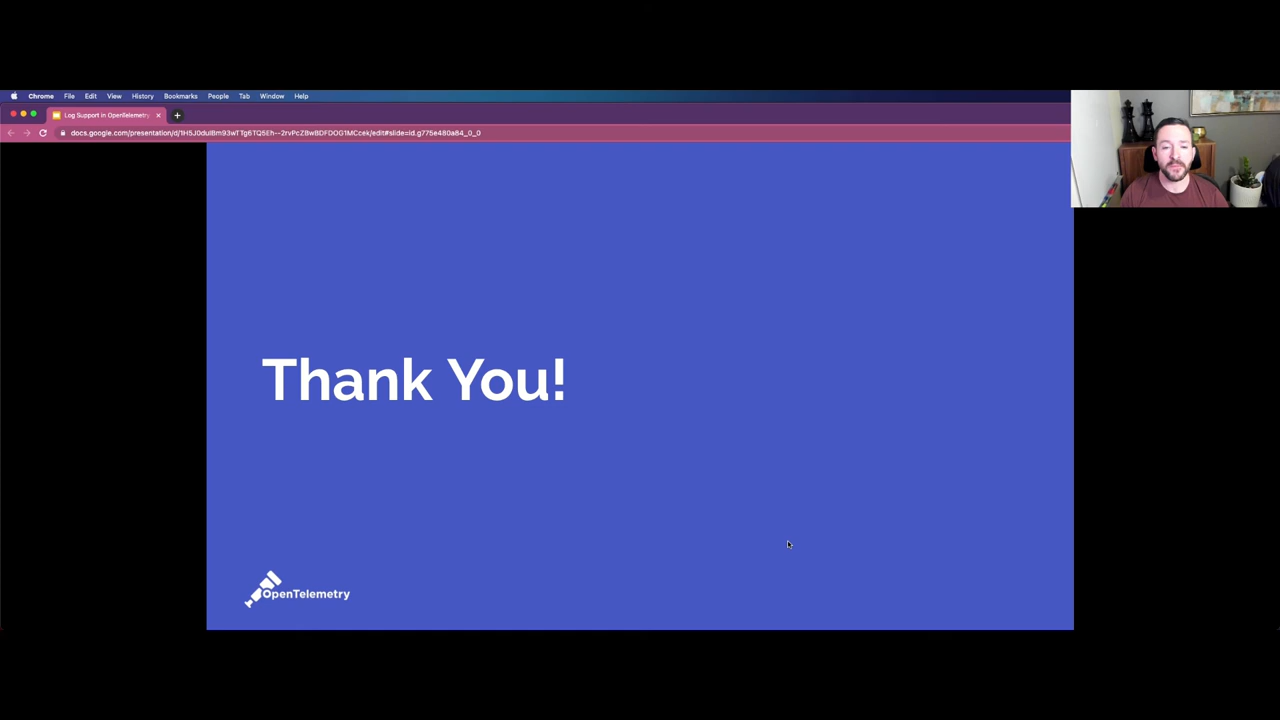 Chrome File Edit View History Bookmarks People Tab Window Help
Log Support in OpenTelemetry
Thank You!
OpenTelemetry